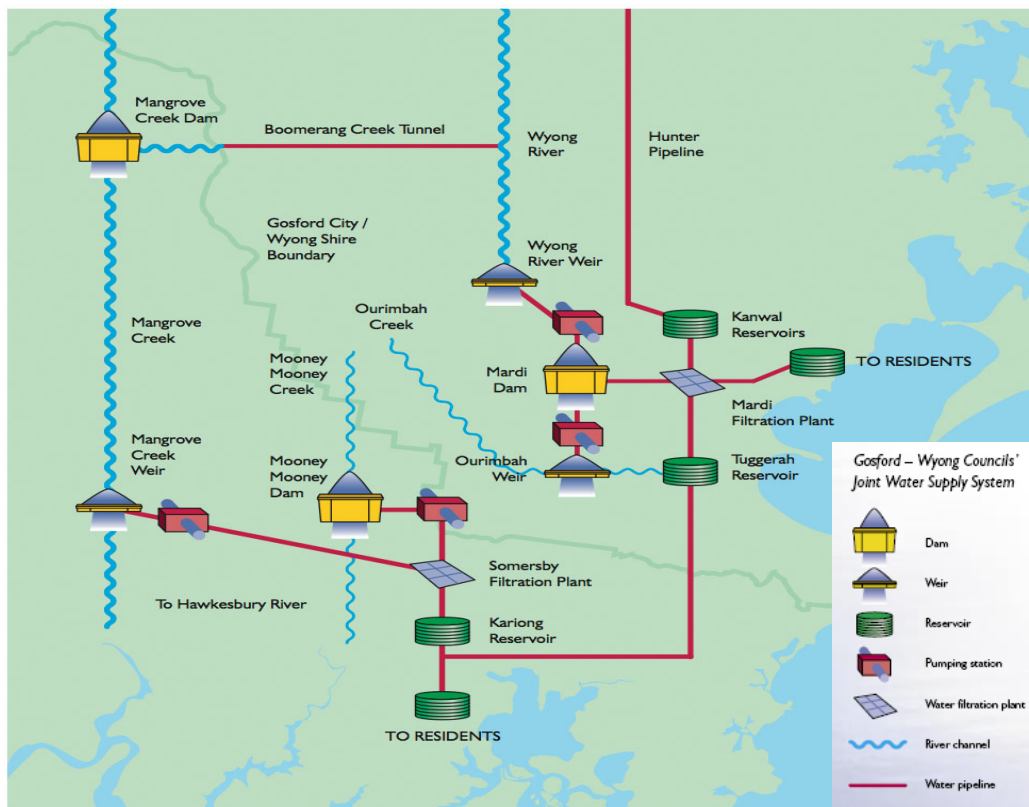 Mangrove
Creek Dam
Boomerang Creek Tunnel
Wyong
River
Hunter
Pipeline
Gosford City /
Wyong Shire
Boundary
Wyong
River Weir
Ourimbah
Creek
Kanwal
Reservoirs
Mangrove
Creek
Mooney
Mooney
Creek
Mardi
Dam
TO RESIDENTS
Mardi
Filtration Plant
Mangrove
Creek
Weir
Mooney
Mooney
Dam
Ourimbah
Weir
Tuggerah
Reservoir
Somersby
Filtration Plant
To Hawkesbury River
Kariong
Reservoir
TO RESIDENTS
Gosford – Wyong Councils'
Joint Water Supply System
Dam
Weir
Reservoir
Pumping station
Water filtration plant
River channel
Water pipeline